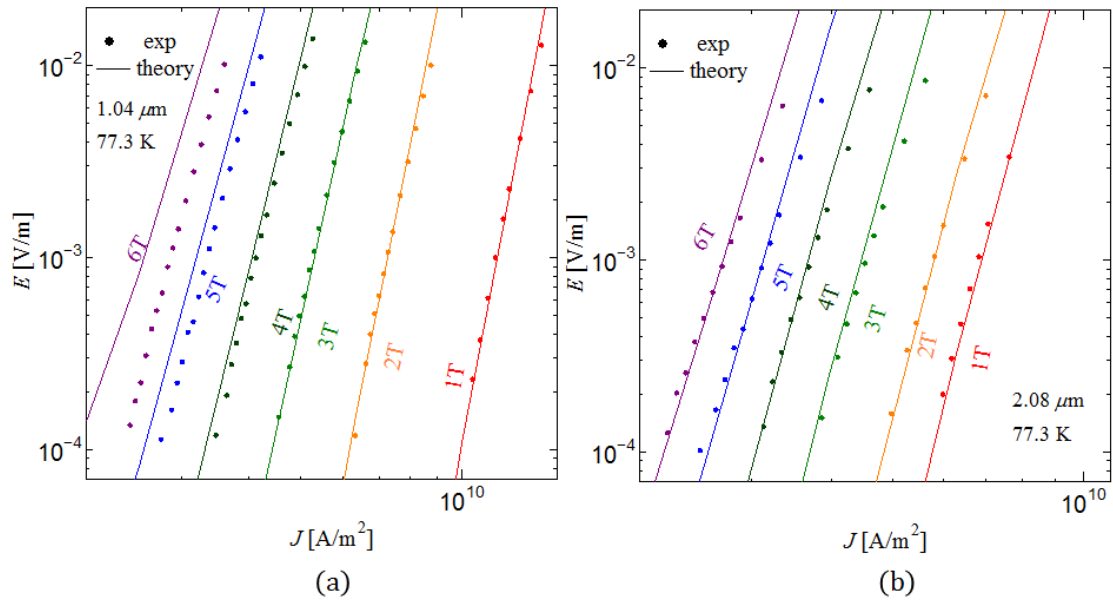 exp
theory
1.04 μm
77.3 K
6T
5T
4T
3T
2T
1T
10⁻²
10⁻³
10⁻⁴
10¹⁰
E [V/m]
J [A/m²]
(a)
exp
theory
6T
5T
4T
3T
2T
1T
2.08 μm
77.3 K
10⁻²
10⁻³
10⁻⁴
10¹⁰
E [V/m]
J [A/m²]
(b)